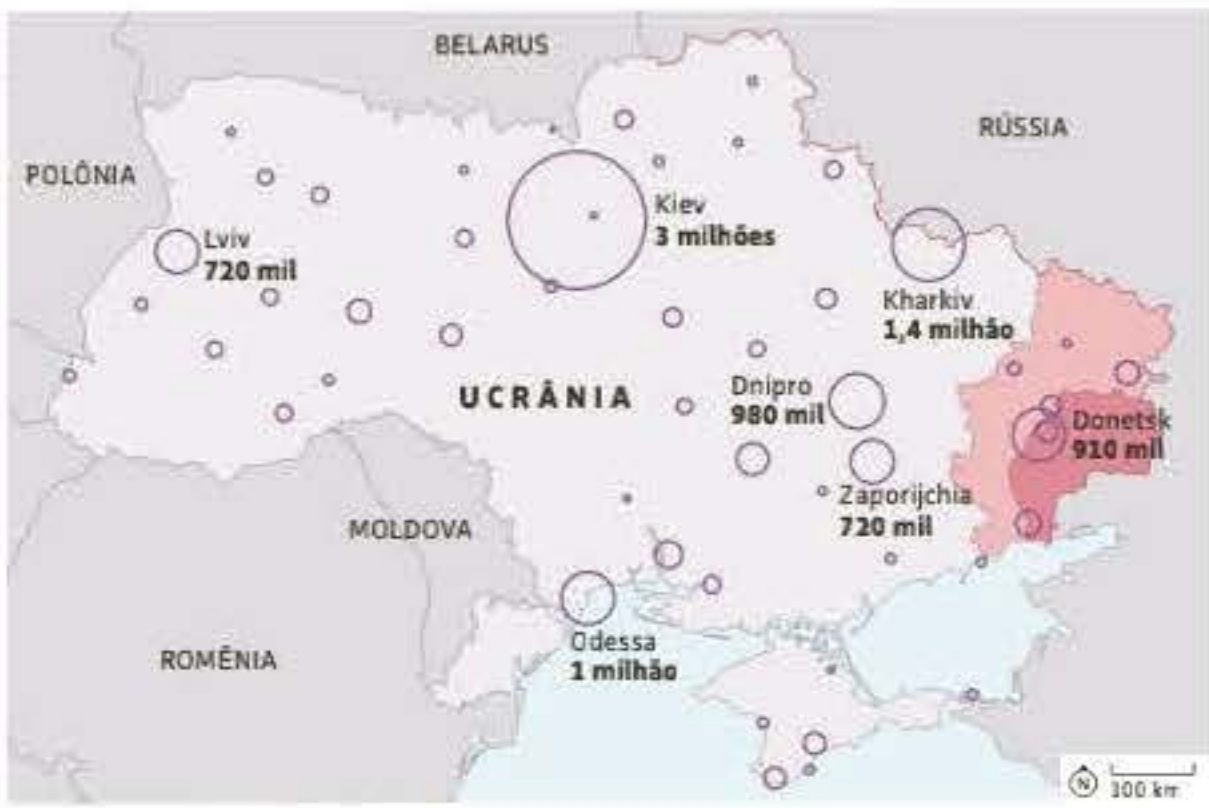 BELARUS
RÚSSIA
POLÔNIA
Kiev
3 milhões
Lviv
720 mil
Kharkiv
1,4 milhão
UCRÂNIA
Dnipro
980 mil
Donetsk
910 mil
Zaporijchia
720 mil
MOLDOVA
Odessa
1 milhão
ROMÊNIA
N
100 km